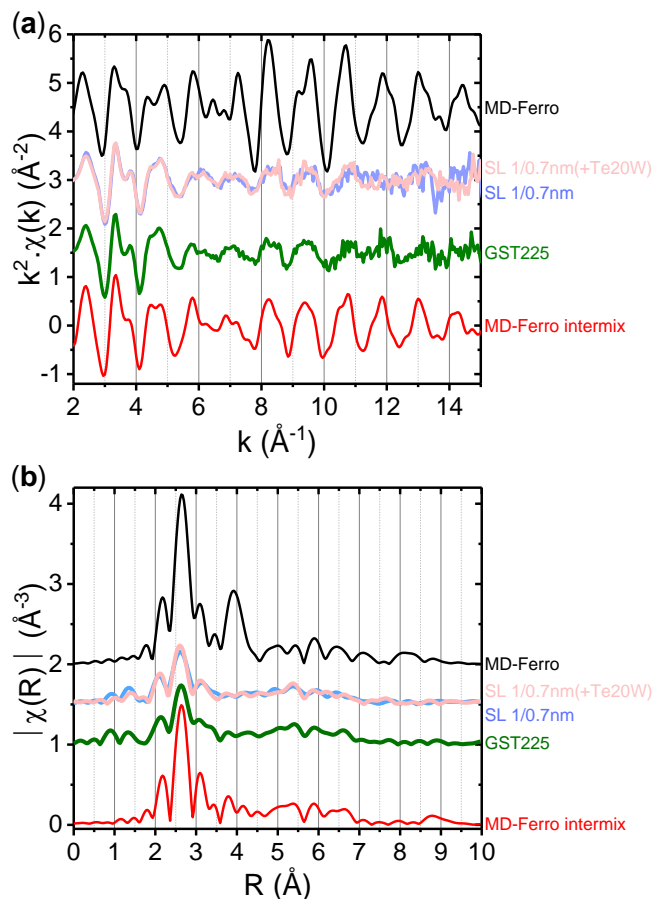 (a)
6
5
4
3
2
1
0
-1
k².χ(k) (Å⁻²)
MD-Ferro
SL 1/0.7nm(+Te20W)
SL 1/0.7nm
GST225
MD-Ferro intermix
2 4 6 8 10 12 14
k (Å⁻¹)
(b)
4
3
2
1
0
|χ(R)| (Å⁻³)
MD-Ferro
SL 1/0.7nm(+Te20W)
SL 1/0.7nm
GST225
MD-Ferro intermix
0 1 2 3 4 5 6 7 8 9 10
R (Å)